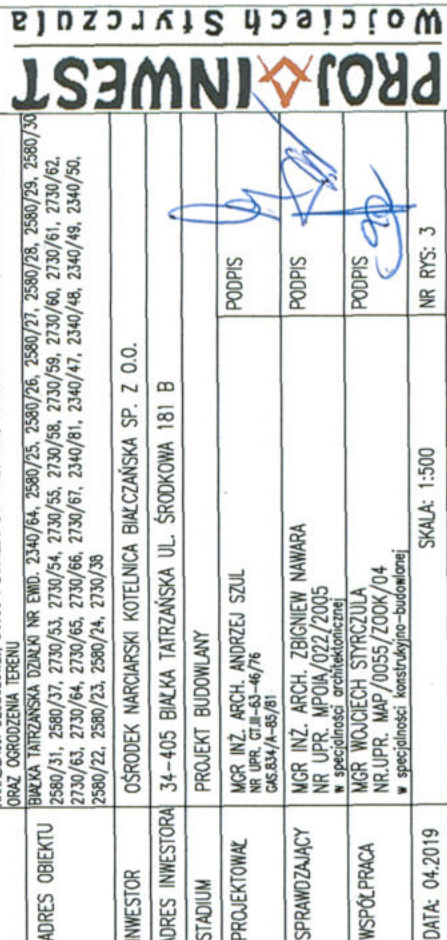 ORAZ OGRODZENIA TERENU
ADRES OBIEKTU
BIAŁKA TATRZAŃSKA DZIAŁKI NR EWID. 2340/64, 2580/25, 2580/26, 2580/27, 2580/28, 2580/29, 2580/30
2580/31, 2580/37, 2730/53, 2730/54, 2730/55, 2730/58, 2730/59, 2730/60, 2730/61, 2730/62,
2730/63, 2730/64, 2730/65, 2730/66, 2730/67, 2340/81, 2340/47, 2340/48, 2340/49, 2340/50,
2580/22, 2580/23, 2580/24, 2730/38
INWESTOR
OŚRODEK NARCIARSKI KOTELNICA BIAŁCZAŃSKA SP. Z O.O.
ADRES INWESTORA
34-405 BIAŁKA TATRZAŃSKA UL. ŚRODKOWA 181 B
STADIUM
PROJEKT BUDOWLANY
PROJEKTOWAŁ
MGR INŻ. ARCH. ANDRZEJ SZUL
NR UPR. GT.III-63-46/76
GAS.834/A-85/81
PODPIS
SPRAWDZAJĄCY
MGR INŻ. ARCH. ZBIGNIEW NAWARA
NR UPR. MPOIA/022/2005
w specjalności architektonicznej
PODPIS
WSPÓŁPRACA
MGR WOJCIECH STYRCZULA
NR.UPR. MAP/0055/ZOOK/04
w specjalności konstrukyjno-budowlanej
PODPIS
DATA: 04.2019
SKALA: 1:500
NR RYS: 3
PROJ INWEST
Wojciech Styrczula